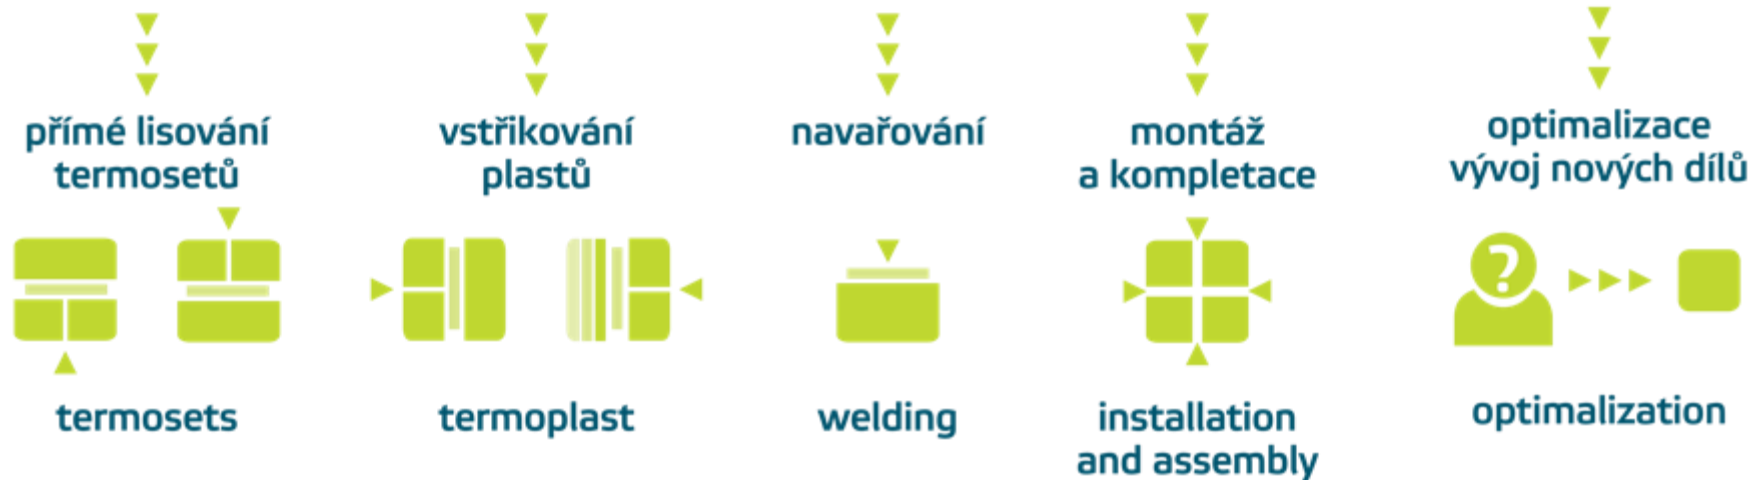 přímé lisování
termosetů
vstřikování
plastů
navařování
montáž
a kompletace
optimalizace
vývoj nových dílů
?
termosets
termoplast
welding
installation
and assembly
optimalization